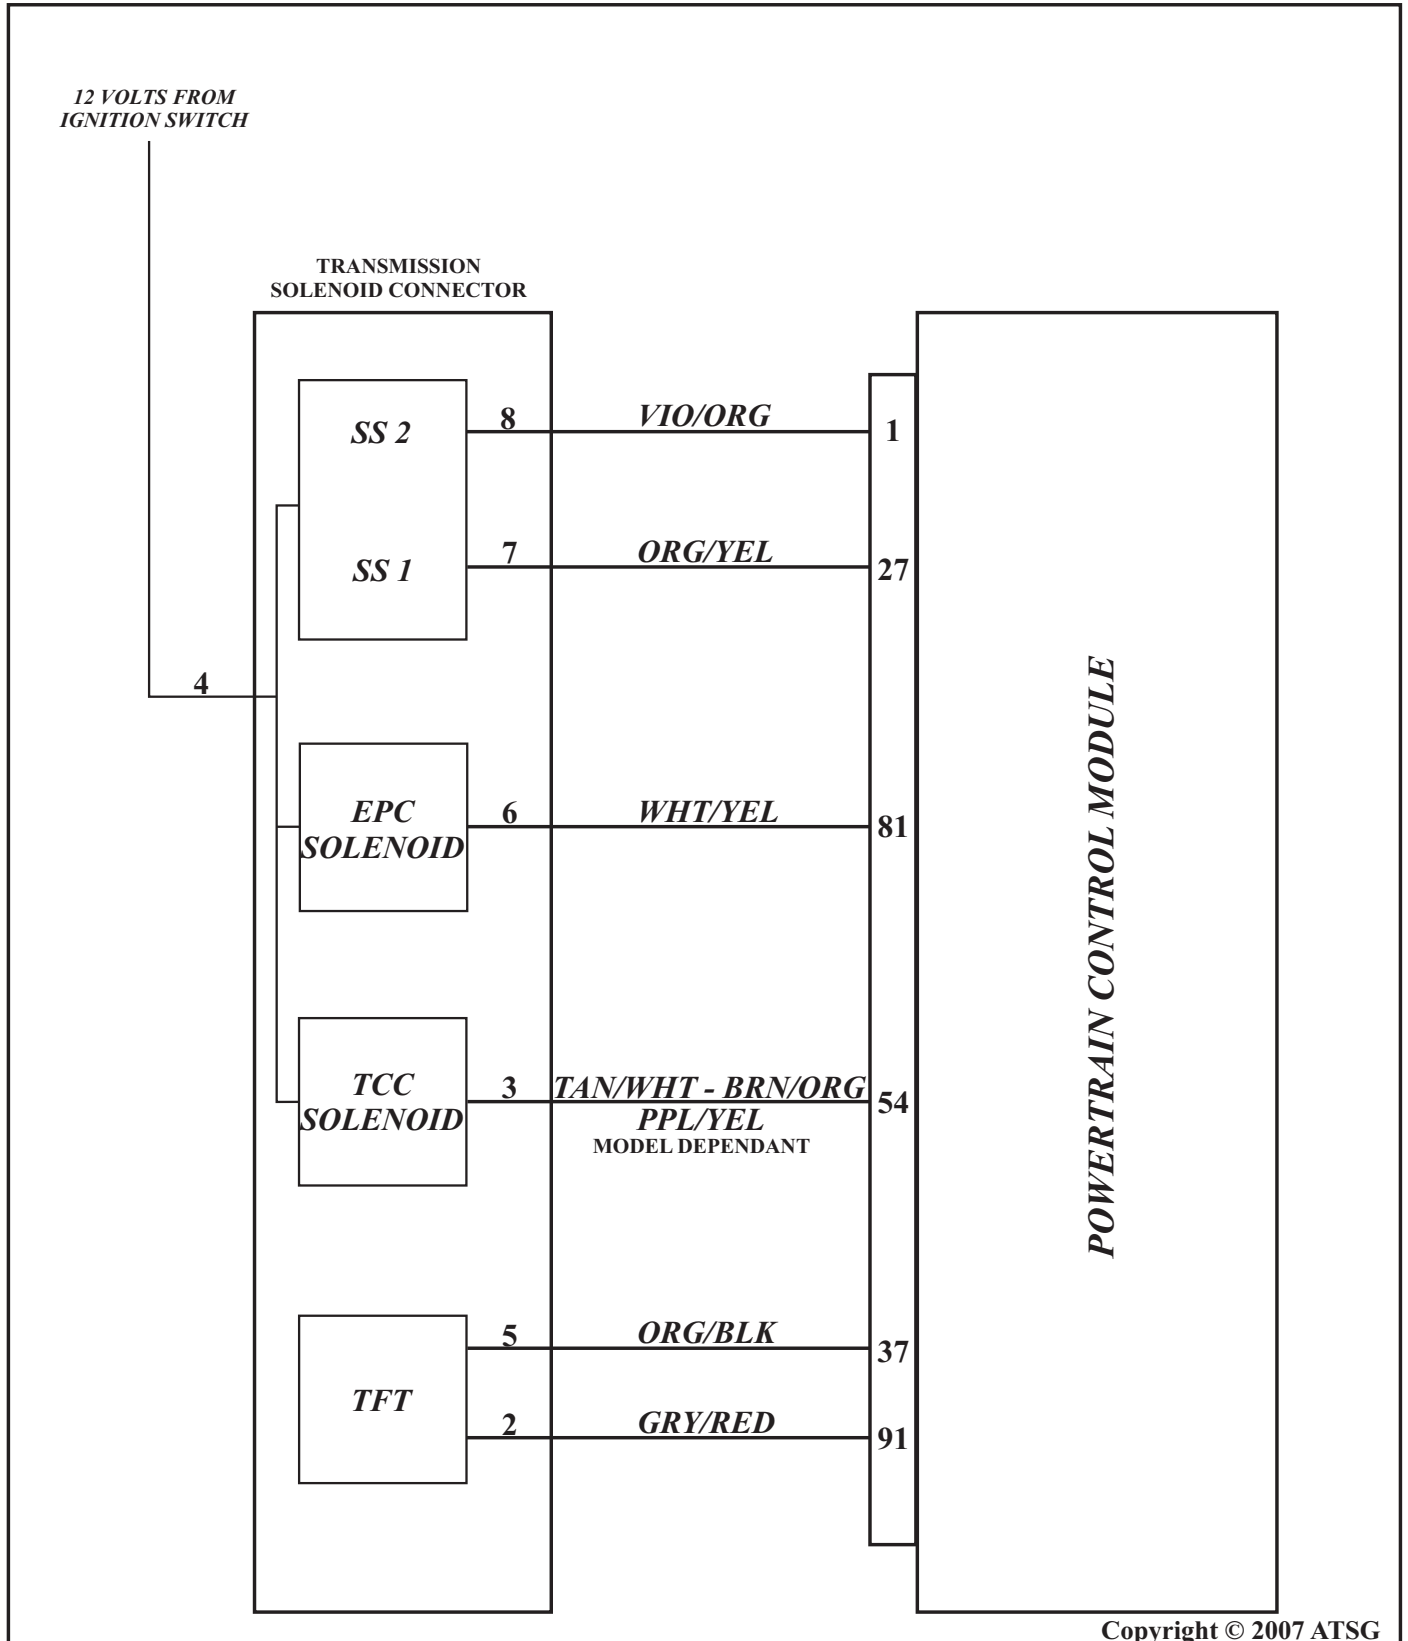 12 VOLTS FROM
IGNITION SWITCH
TRANSMISSION
SOLENOID CONNECTOR
SS 2
8
VIO/ORG
1
SS 1
7
ORG/YEL
27
4
EPC
SOLENOID
6
WHT/YEL
81
TCC
SOLENOID
3
TAN/WHT - BRN/ORG
PPL/YEL
MODEL DEPENDANT
54
TFT
5
ORG/BLK
37
2
GRY/RED
91
POWERTRAIN CONTROL MODULE
Copyright © 2007 ATSG